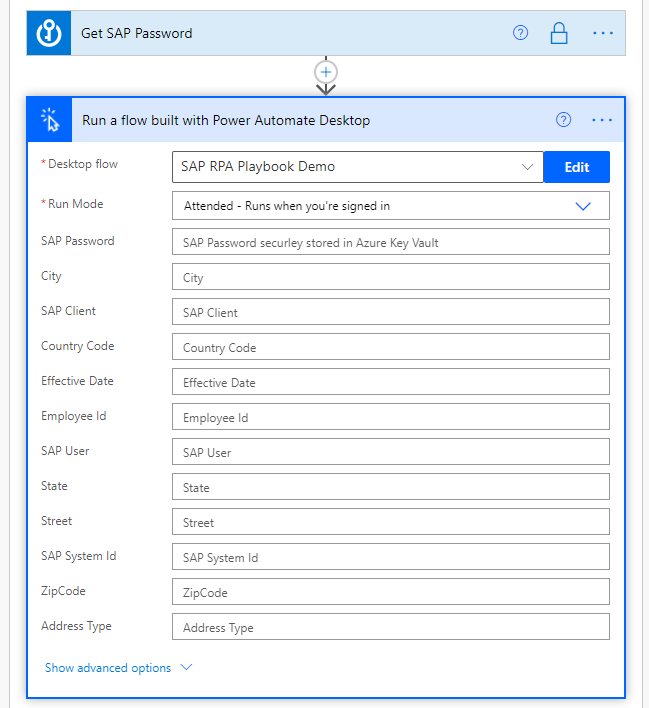 Get SAP Password
Run a flow built with Power Automate Desktop
* Desktop flow SAP RPA Playbook Demo Edit
* Run Mode Attended - Runs when you're signed in
SAP Password SAP Password securley stored in Azure Key Vault
City City
SAP Client SAP Client
Country Code Country Code
Effective Date Effective Date
Employee Id Employee Id
SAP User SAP User
State State
Street Street
SAP System Id SAP System Id
ZipCode ZipCode
Address Type Address Type
Show advanced options